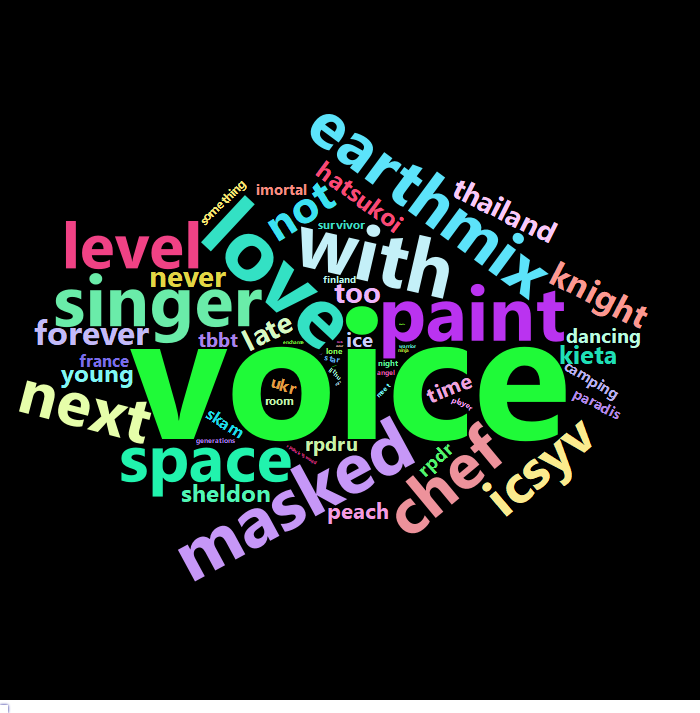 earthmix
hatsukoi
thailand
something
imortal
not
survivor
love
with
level
knight
never
finland
singer
too
paint
forever
tbbt
late
ice
dancing
kieta
voice
lone
star
france
young
night
angel
camping
next
ukr
room
time
player
paradis
skam
generations
space
rpdru
rpdr
chef
icsyv
masked
sheldon
peach